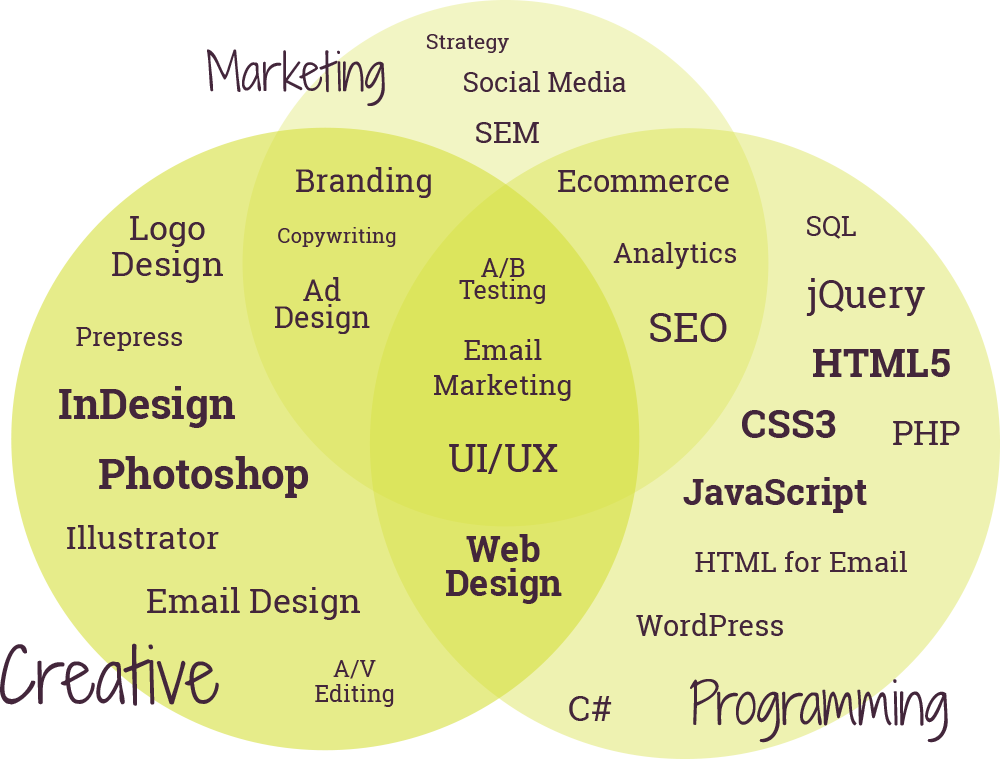 Strategy
Marketing
Social Media
SEM
Branding
Ecommerce
Logo
Design
Copywriting
SQL
A/B
Testing
Analytics
Ad
Design
jQuery
SEO
Prepress
Email
Marketing
HTML5
InDesign
CSS3
PHP
UI/UX
Photoshop
JavaScript
Illustrator
Web
Design
HTML for Email
Email Design
WordPress
Creative
A/V
Editing
C#
Programming